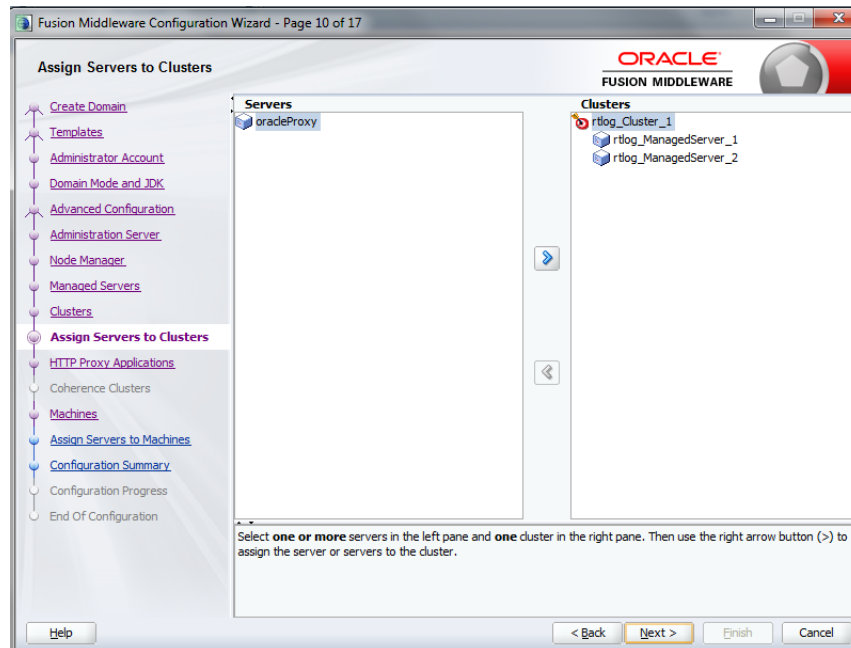 Fusion Middleware Configuration Wizard - Page 10 of 17
Assign Servers to Clusters
ORACLE
FUSION MIDDLEWARE
Create Domain
Templates
Administrator Account
Domain Mode and JDK
Advanced Configuration
Administration Server
Node Manager
Managed Servers
Clusters
Assign Servers to Clusters
HTTP Proxy Applications
Coherence Clusters
Machines
Assign Servers to Machines
Configuration Summary
Configuration Progress
End Of Configuration
Servers
oracleProxy
Clusters
rtlog_Cluster_1
rtlog_ManagedServer_1
rtlog_ManagedServer_2
Select one or more servers in the left pane and one cluster in the right pane. Then use the right arrow button (>) to
assign the server or servers to the cluster.
Help
< Back
Next >
Finish
Cancel